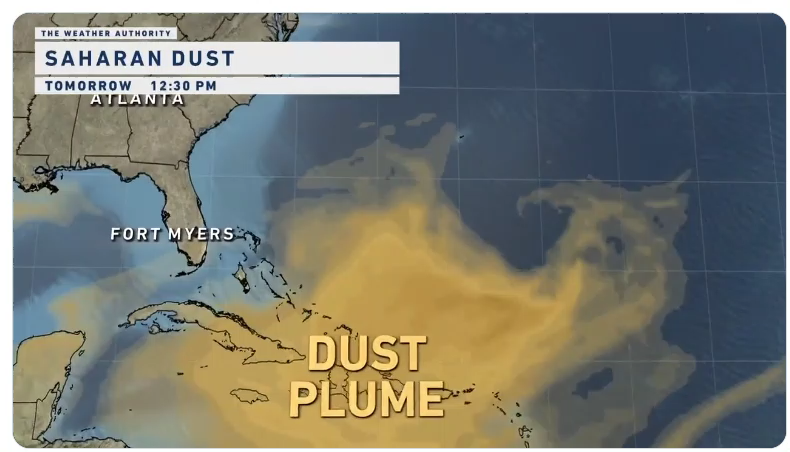 THE WEATHER AUTHORITY
SAHARAN DUST
TOMORROW 12:30 PM
ATLANTA
FORT MYERS
DUST
PLUME